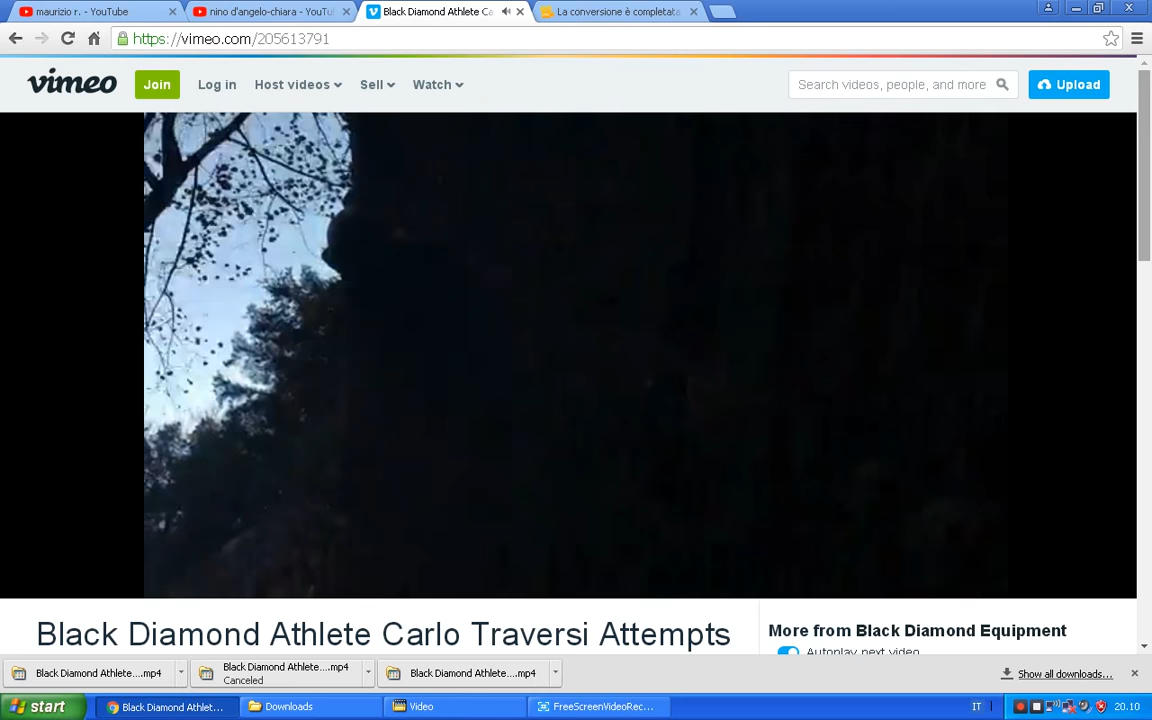 maurizio r. - YouTube
nino d'angelo-chiara - YouTu
Black Diamond Athlete Ca
La conversione è completata
https://vimeo.com/205613791
vimeo
Join
Log in
Host videos
Sell
Watch
Search videos, people, and more
Upload
Black Diamond Athlete Carlo Traversi Attempts
More from Black Diamond Equipment
Autoplay next video
Black Diamond Athlete....mp4
Black Diamond Athlete....mp4
Canceled
Black Diamond Athlete....mp4
Show all downloads...
start
Black Diamond Athlet...
Downloads
Video
FreeScreenVideoRec...
IT
20.10